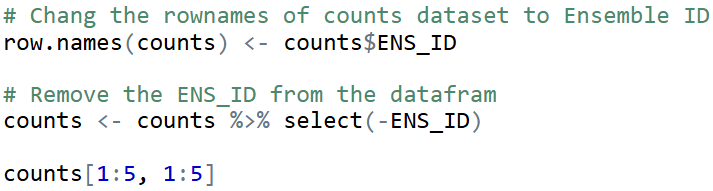 # Chang the rownames of counts dataset to Ensemble ID
row.names(counts) <- counts$ENS_ID
# Remove the ENS_ID from the datafram
counts <- counts %>% select(-ENS_ID)
counts[1:5, 1:5]